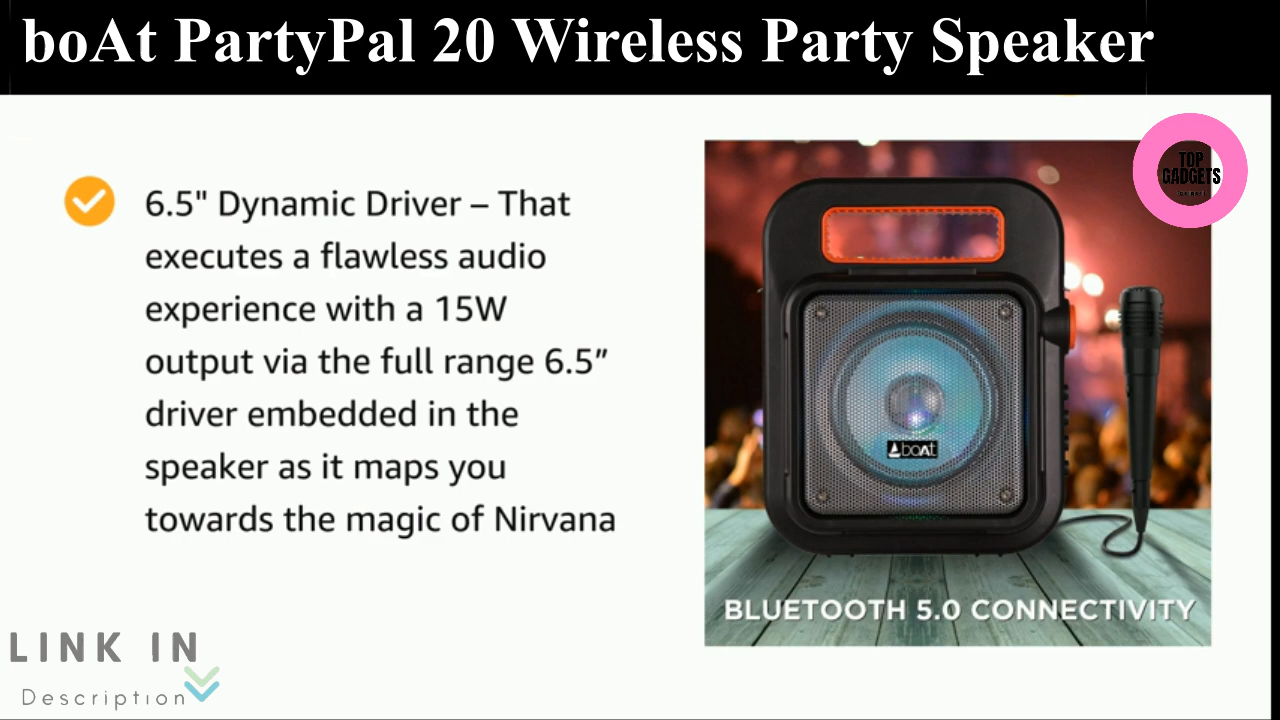 boAt PartyPal 20 Wireless Party Speaker
6.5" Dynamic Driver – That
executes a flawless audio
experience with a 15W
output via the full range 6.5”
driver embedded in the
speaker as it maps you
towards the magic of Nirvana
TOP
GADGETS
boAt
BLUETOOTH 5.0 CONNECTIVITY
LINK IN
Description